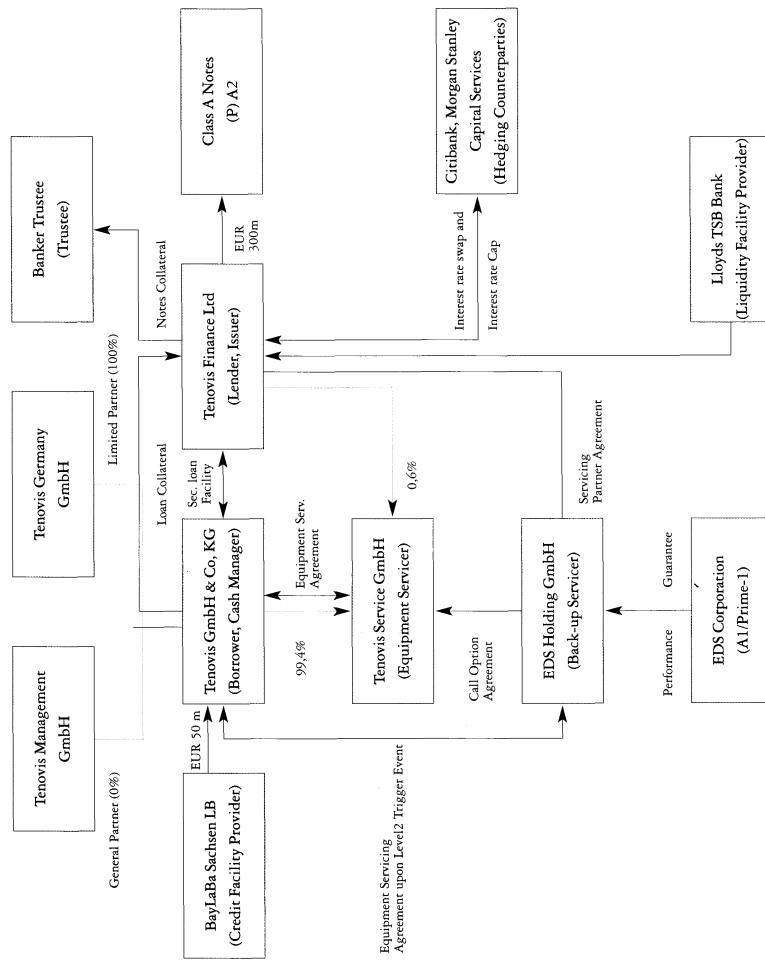 Tenovis Management
GmbH
Tenovis Germany
GmbH
Banker Trustee
(Trustee)
General Partner (0%)
Limited Partner (100%)
Loan Collateral
Notes Collateral
BayLaBa Sachsen LB
(Credit Facility Provider)
EUR 50 m
Tenovis GmbH & Co, KG
(Borrower, Cash Manager)
Sec. loan
Facility
Tenovis Finance Ltd
(Lender, Issuer)
EUR
300m
Class A Notes
(P) A2
99,4%
Equipment Serv.
Agreement
0,6%
Tenovis Service GmbH
(Equipment Servicer)
Interest rate swap and
Interest rate Cap
Citibank, Morgan Stanley
Capital Services
(Hedging Counterparties)
Equipment Servicing
Agreement upon Level2 Trigger Event
Call Option
Agreement
Servicing
Partner Agreement
EDS Holding GmbH
(Back-up Servicer)
Performance
Guarantee
EDS Corporation
(A1/Prime-1)
Lloyds TSB Bank
(Liquidity Facility Provider)